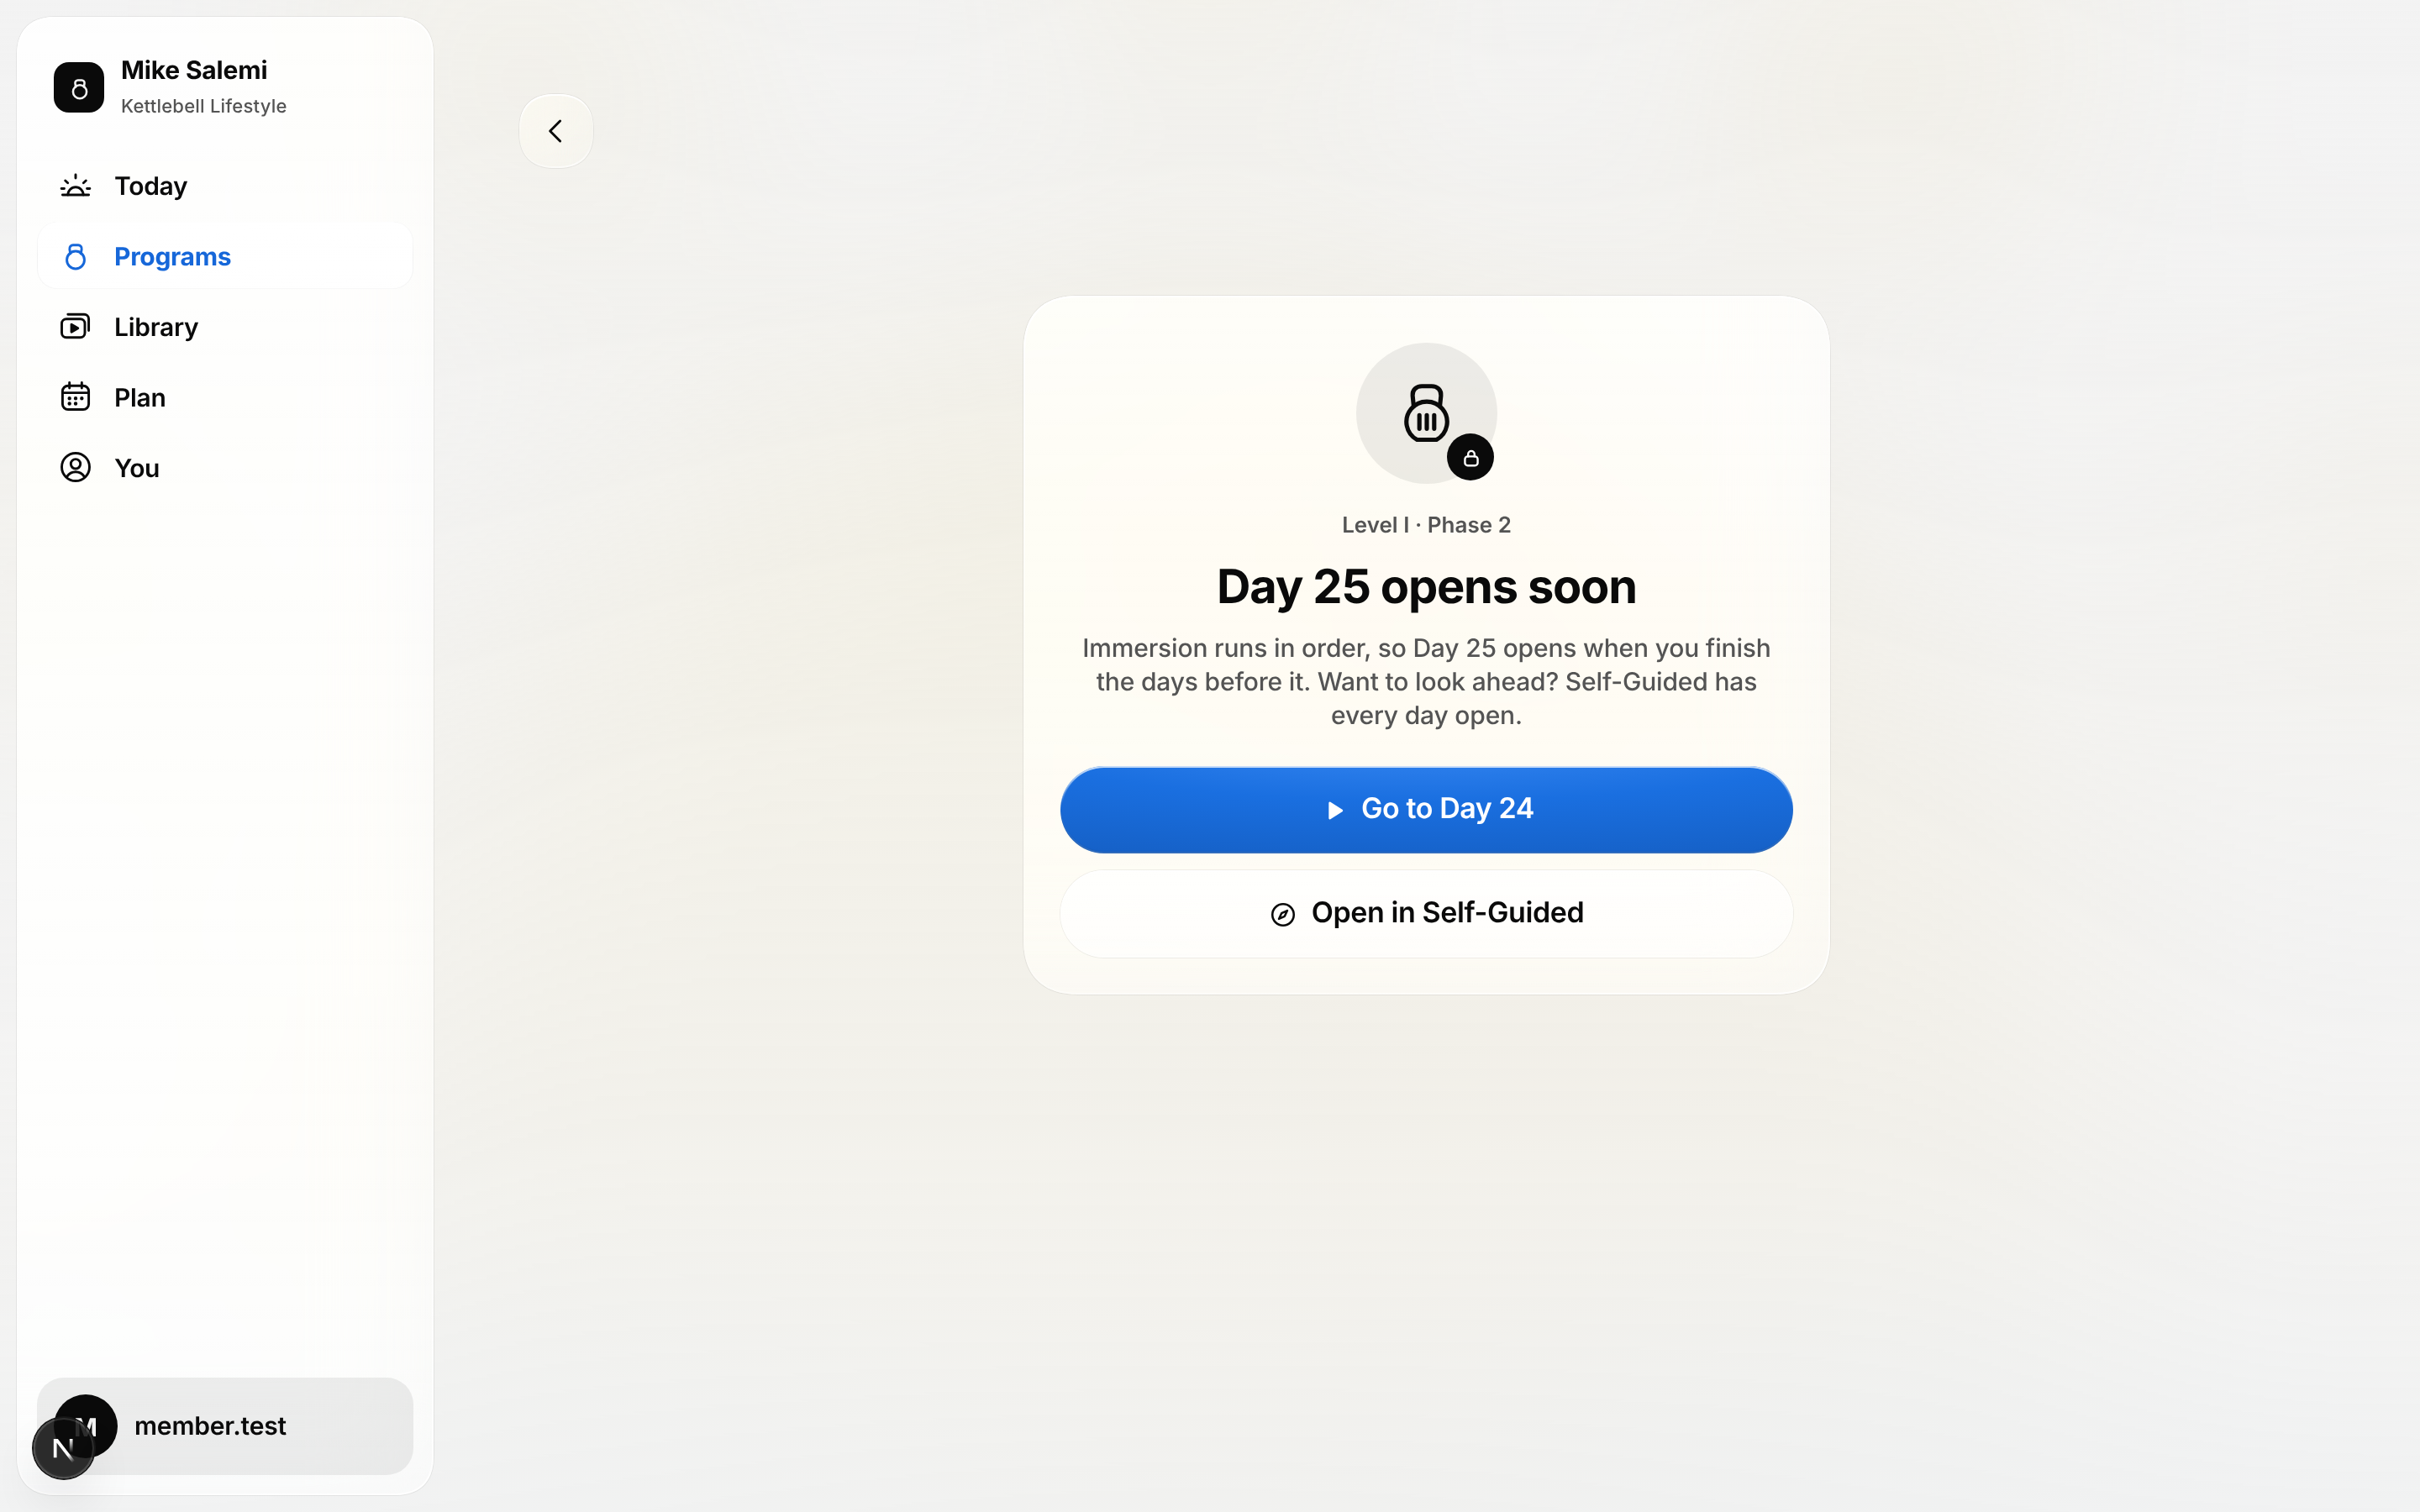 Mike Salemi
Kettlebell Lifestyle
Today
Programs
Library
Plan
You
Level I · Phase 2
Day 25 opens soon
Immersion runs in order, so Day 25 opens when you finish
the days before it. Want to look ahead? Self-Guided has
every day open.
Go to Day 24
Open in Self-Guided
M
member.test
N